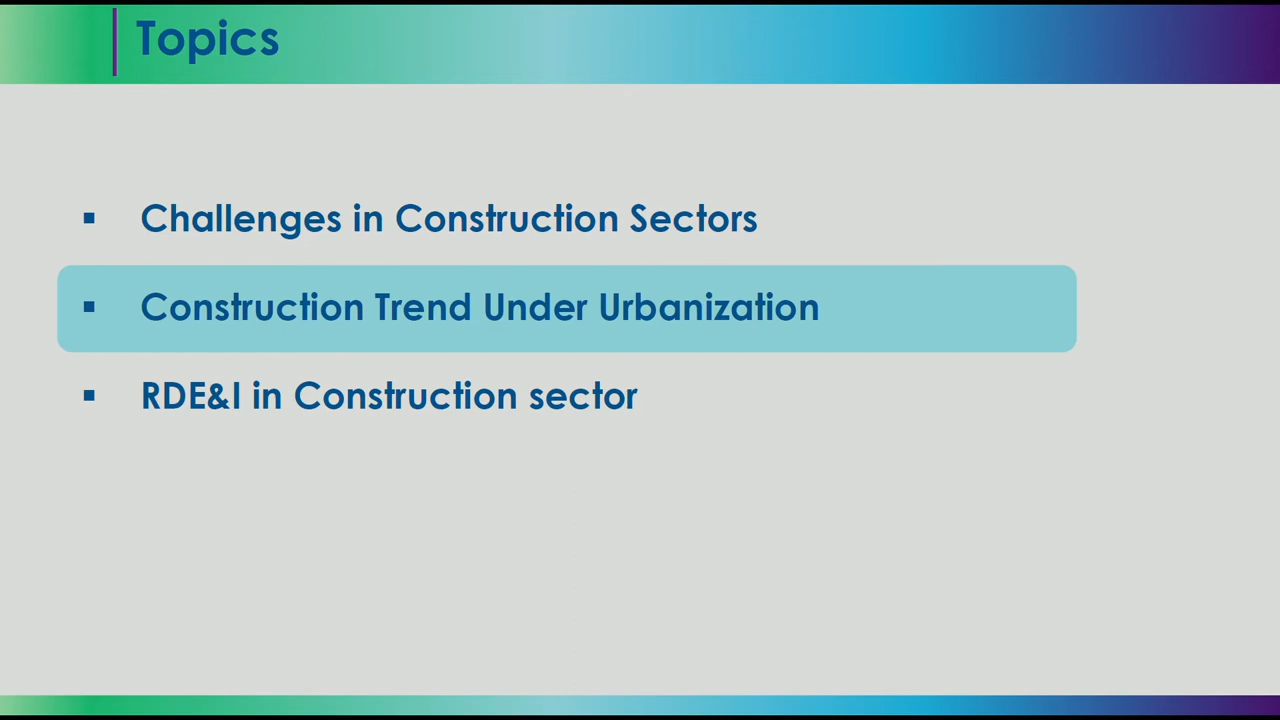 Topics
▪ Challenges in Construction Sectors
▪ Construction Trend Under Urbanization
▪ RDE&I in Construction sector